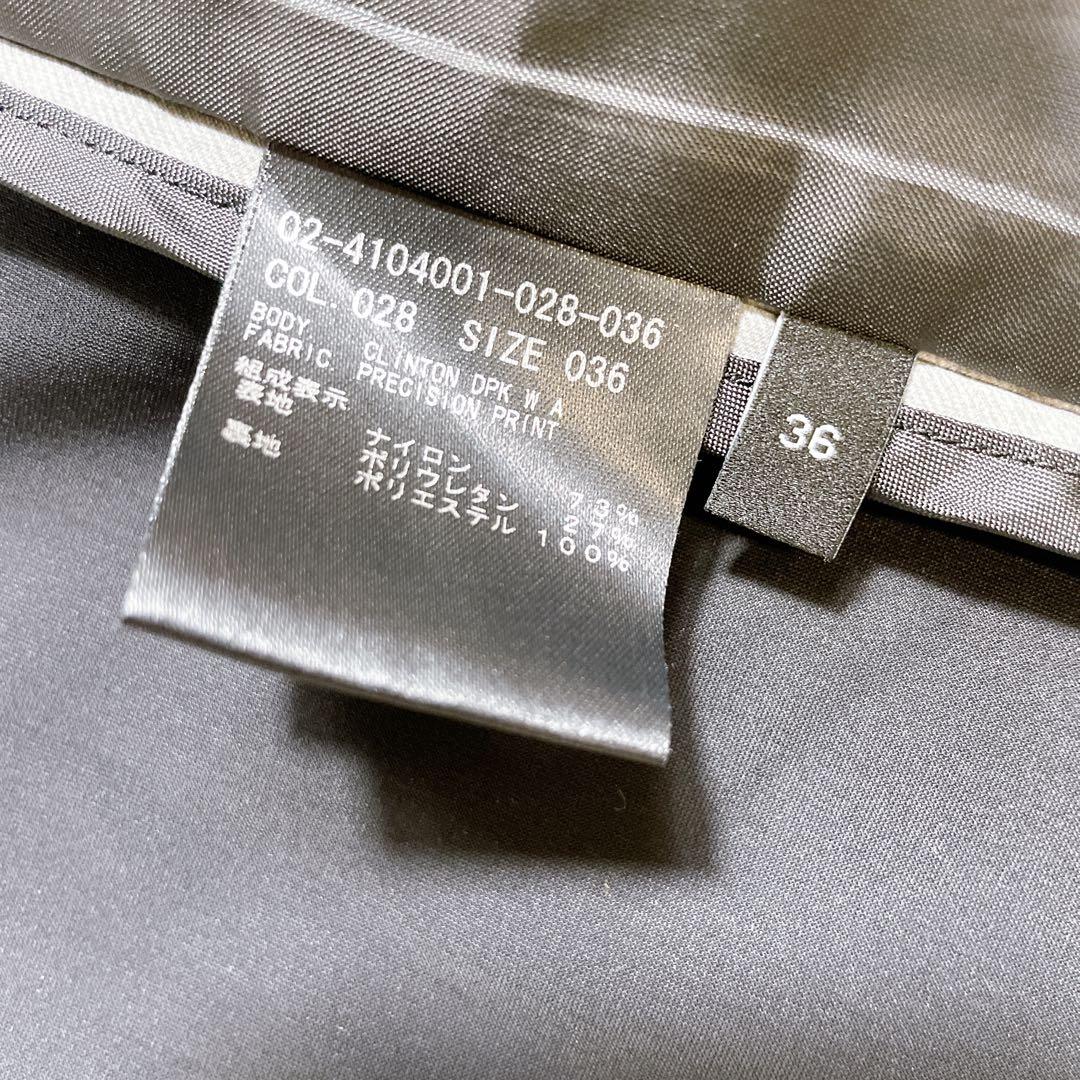 02-4104001-028-036
COL. 028 SIZE 036
BODY CLINTON DPK W A
FABRIC PRECISION PRINT
組成表示
表地 ナイロン 73%
ポリウレタン 27%
裏地 ポリエステル 100%
36